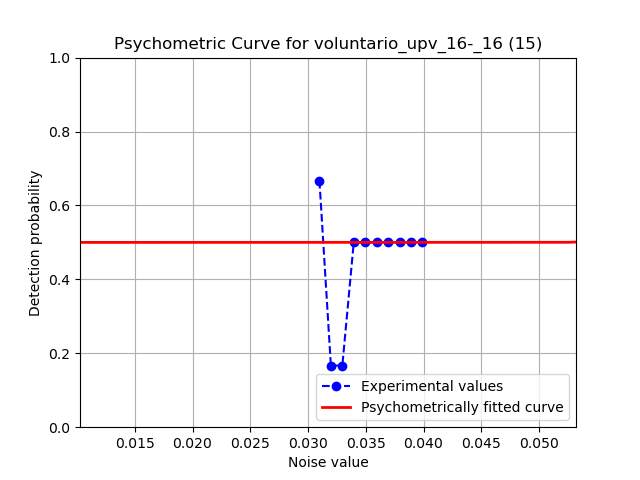 Psychometric Curve for voluntario_upv_16-_16 (15)
1.0
0.8
0.6
0.4
0.2
0.0
Detection probability
Experimental values
Psychometrically fitted curve
0.015 0.020 0.025 0.030 0.035 0.040 0.045 0.050
Noise value